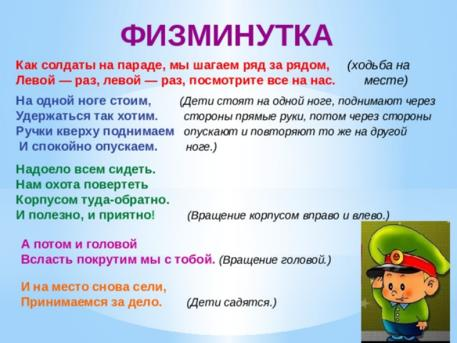 ФИЗМИНУТКА
Как солдаты на параде, мы шагаем ряд за рядом, (ходьба на
Левой — раз, левой — раз, посмотрите все на нас. месте)
На одной ноге стоим, (Дети стоят на одной ноге, поднимают через
Удержаться так хотим. стороны прямые руки, потом через стороны
Ручки кверху поднимаем опускают и повторяют то же на другой
И спокойно опускаем. ноге.)
Надоело всем сидеть.
Нам охота повертеть
Корпусом туда-обратно.
И полезно, и приятно! (Вращение корпусом вправо и влево.)
А потом и головой
Всласть покрутим мы с тобой. (Вращение головой.)
И на место снова сели,
Принимаемся за дело. (Дети садятся.)